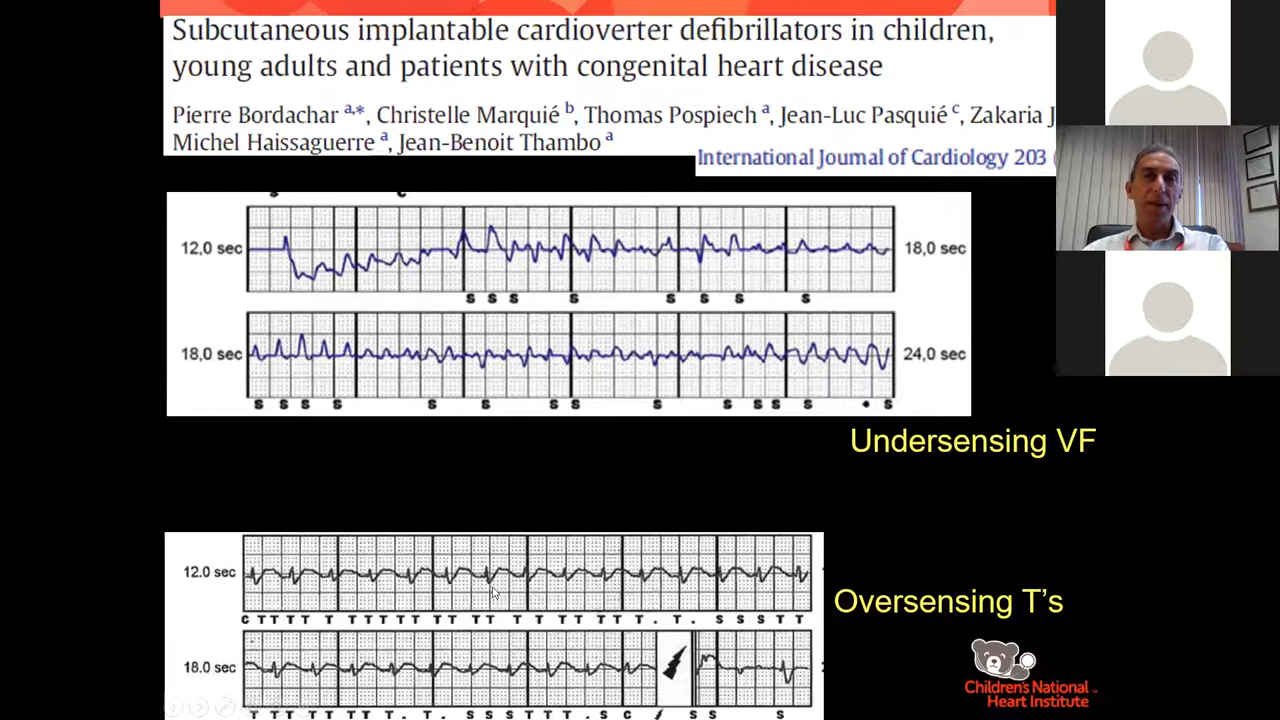 Subcutaneous implantable cardioverter defibrillators in children,
young adults and patients with congenital heart disease
Pierre Bordachar a,*, Christelle Marquié b, Thomas Pospiech a, Jean-Luc Pasquié c, Zakaria J
Michel Haissaguerre a, Jean-Benoit Thambo a
International Journal of Cardiology 203 (
12,0 sec 18,0 sec
S S S S S S S S
18,0 sec 24,0 sec
S S S S S S S S S S S S S • S
Undersensing VF
12.0 sec
C T T T T T T T T T T T T T T T T T T T . T . S S S T T
Oversensing T's
18.0 sec
T T T T T T . T . S S S T T T . S C S S S
Children's National
Heart Institute